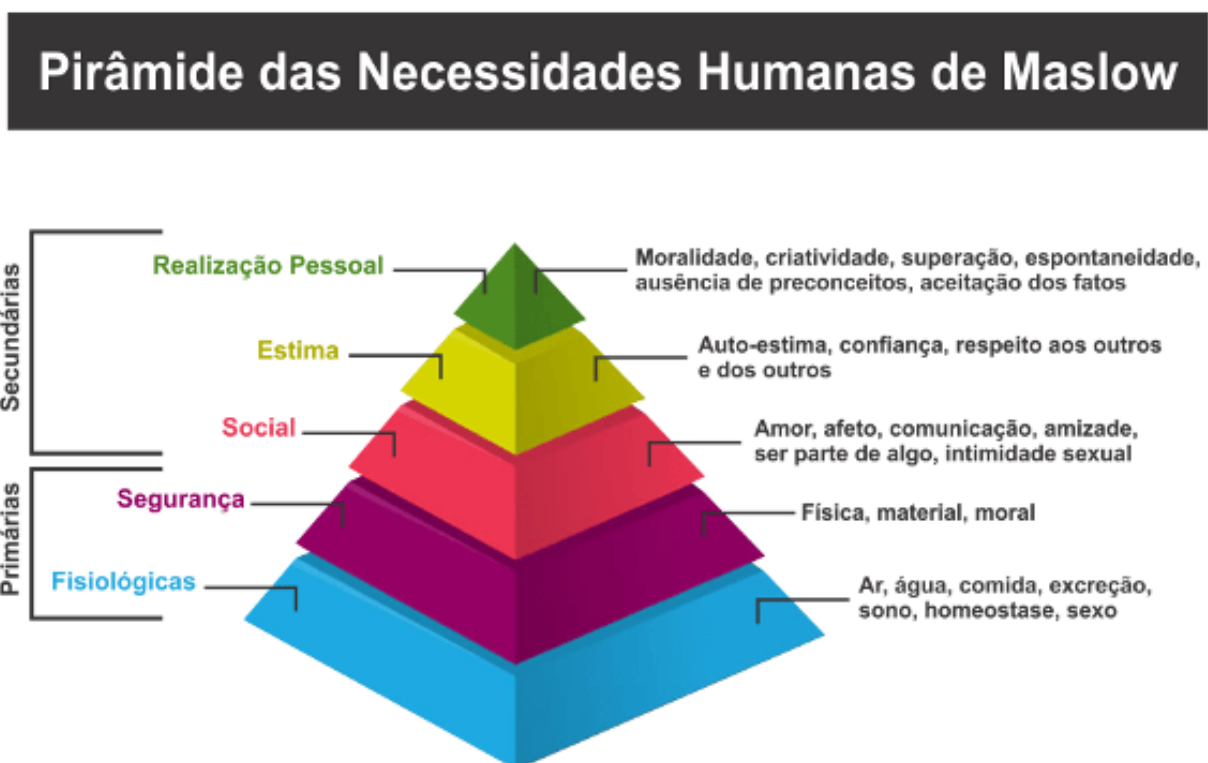 Pirâmide das Necessidades Humanas de Maslow
Secundárias
Realização Pessoal
Moralidade, criatividade, superação, espontaneidade,
ausência de preconceitos, aceitação dos fatos
Estima
Auto-estima, confiança, respeito aos outros
e dos outros
Social
Amor, afeto, comunicação, amizade,
ser parte de algo, intimidade sexual
Primárias
Segurança
Física, material, moral
Fisiológicas
Ar, água, comida, excreção,
sono, homeostase, sexo